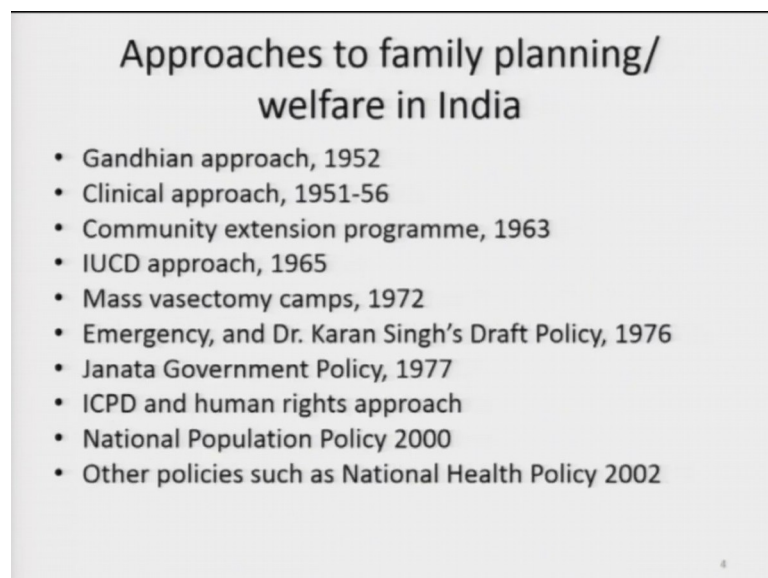 Approaches to family planning/
welfare in India
• Gandhian approach, 1952
• Clinical approach, 1951-56
• Community extension programme, 1963
• IUCD approach, 1965
• Mass vasectomy camps, 1972
• Emergency, and Dr. Karan Singh's Draft Policy, 1976
• Janata Government Policy, 1977
• ICPD and human rights approach
• National Population Policy 2000
• Other policies such as National Health Policy 2002
4